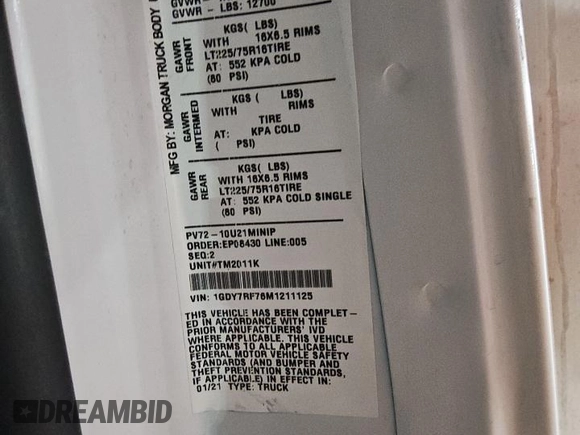 GVWR - LBS: 12700
MFG BY: MORGAN TRUCK BODY
GAWR FRONT
KGS( LBS)
WITH 16X6.5 RIMS
LT225/75R16TIRE
AT: 552 KPA COLD
(80 PSI)
GAWR INTERMED
KGS ( LBS)
WITH RIMS
TIRE
AT: KPA COLD
( PSI)
GAWR REAR
KGS( LBS)
WITH 16X6.5 RIMS
LT225/75R16TIRE
AT: 552 KPA COLD SINGLE
(80 PSI)
PV72-10U21MINIP
ORDER:EP08430 LINE:005
SEQ:2
UNIT#TM2011K
VIN: 1GDY7RF76M1211125
THIS VEHICLE HAS BEEN COMPLET-
ED IN ACCORDANCE WITH THE
PRIOR MANUFACTURERS' IVD
WHERE APPLICABLE. THIS VEHICLE
CONFORMS TO ALL APPLICABLE
FEDERAL MOTOR VEHICLE SAFETY
STANDARDS (AND BUMPER AND
THEFT PREVENTION STANDARDS,
IF APPLICABLE) IN EFFECT IN:
01/21 TYPE: TRUCK
DREAMBID